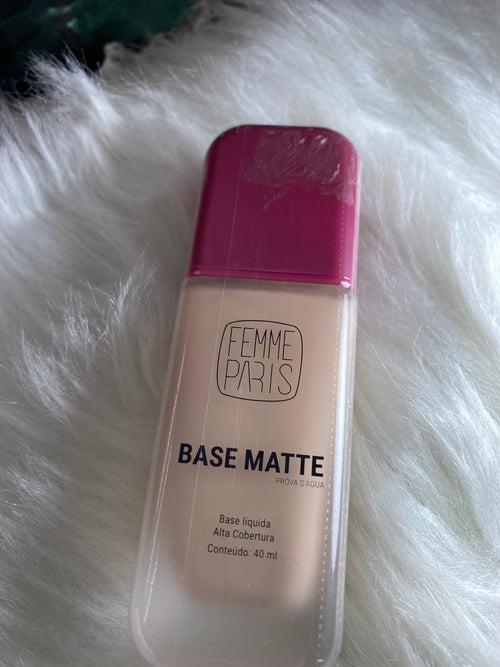 FEMME
PARIS
BASE MATTE
PROVA D'ÁGUA
Base líquida
Alta Cobertura
Conteúdo: 40 ml